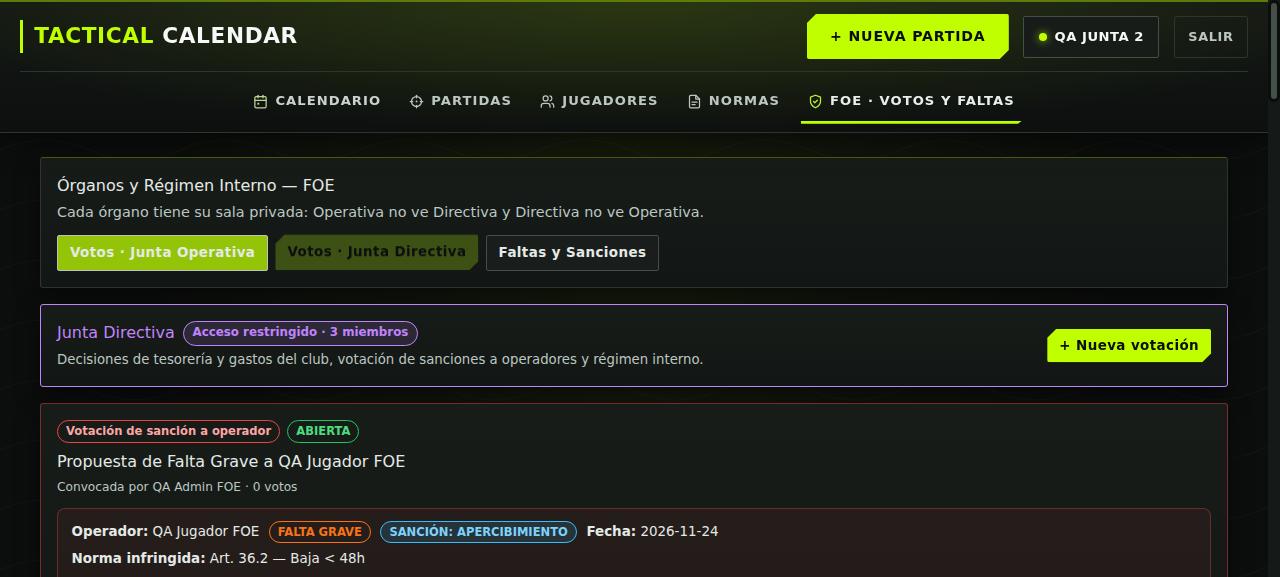 TACTICAL CALENDAR
+ NUEVA PARTIDA
QA JUNTA 2
SALIR
CALENDARIO
PARTIDAS
JUGADORES
NORMAS
FOE · VOTOS Y FALTAS
Órganos y Régimen Interno — FOE
Cada órgano tiene su sala privada: Operativa no ve Directiva y Directiva no ve Operativa.
Votos · Junta Operativa
Votos · Junta Directiva
Faltas y Sanciones
Junta Directiva
Acceso restringido · 3 miembros
Decisiones de tesorería y gastos del club, votación de sanciones a operadores y régimen interno.
+ Nueva votación
Votación de sanción a operador
ABIERTA
Propuesta de Falta Grave a QA Jugador FOE
Convocada por QA Admin FOE · 0 votos
Operador: QA Jugador FOE FALTA GRAVE SANCIÓN: APERCIBIMIENTO Fecha: 2026-11-24
Norma infringida: Art. 36.2 — Baja < 48h